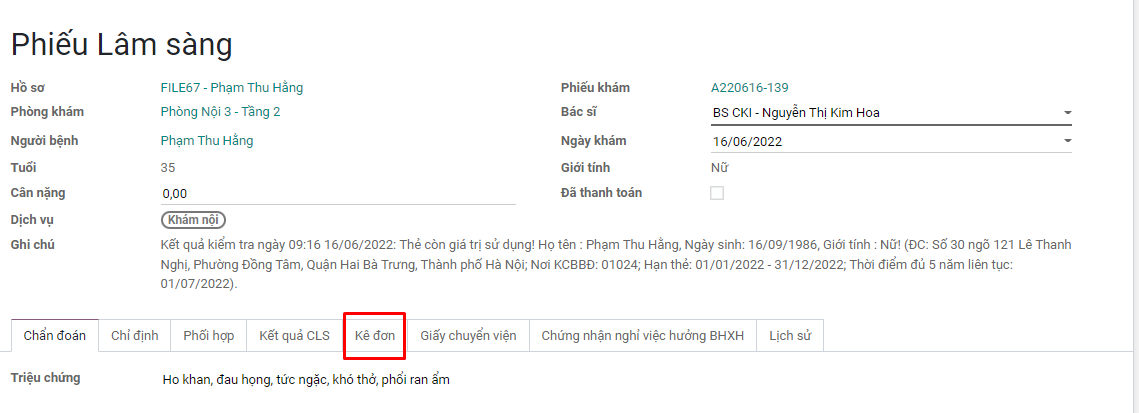 Phiếu Lâm sàng
Hồ sơ FILE67 - Phạm Thu Hằng Phiếu khám A220616-139
Phòng khám Phòng Nội 3 - Tầng 2 Bác sĩ BS CKI - Nguyễn Thị Kim Hoa
Người bệnh Phạm Thu Hằng Ngày khám 16/06/2022
Tuổi 35 Giới tính Nữ
Cân nặng 0,00 Đã thanh toán
Dịch vụ Khám nội
Ghi chú Kết quả kiểm tra ngày 09:16 16/06/2022: Thẻ còn giá trị sử dụng! Họ tên : Phạm Thu Hằng, Ngày sinh: 16/09/1986, Giới tính : Nữ! (ĐC: Số 30 ngõ 121 Lê Thanh
Nghị, Phường Đồng Tâm, Quận Hai Bà Trưng, Thành phố Hà Nội; Nơi KCBBĐ: 01024; Hạn thẻ: 01/01/2022 - 31/12/2022; Thời điểm đủ 5 năm liên tục:
01/07/2022).
Chẩn đoán Chỉ định Phối hợp Kết quả CLS Kê đơn Giấy chuyển viện Chứng nhận nghỉ việc hưởng BHXH Lịch sử
Triệu chứng Ho khan, đau họng, tức ngặc, khó thở, phổi ran ẩm